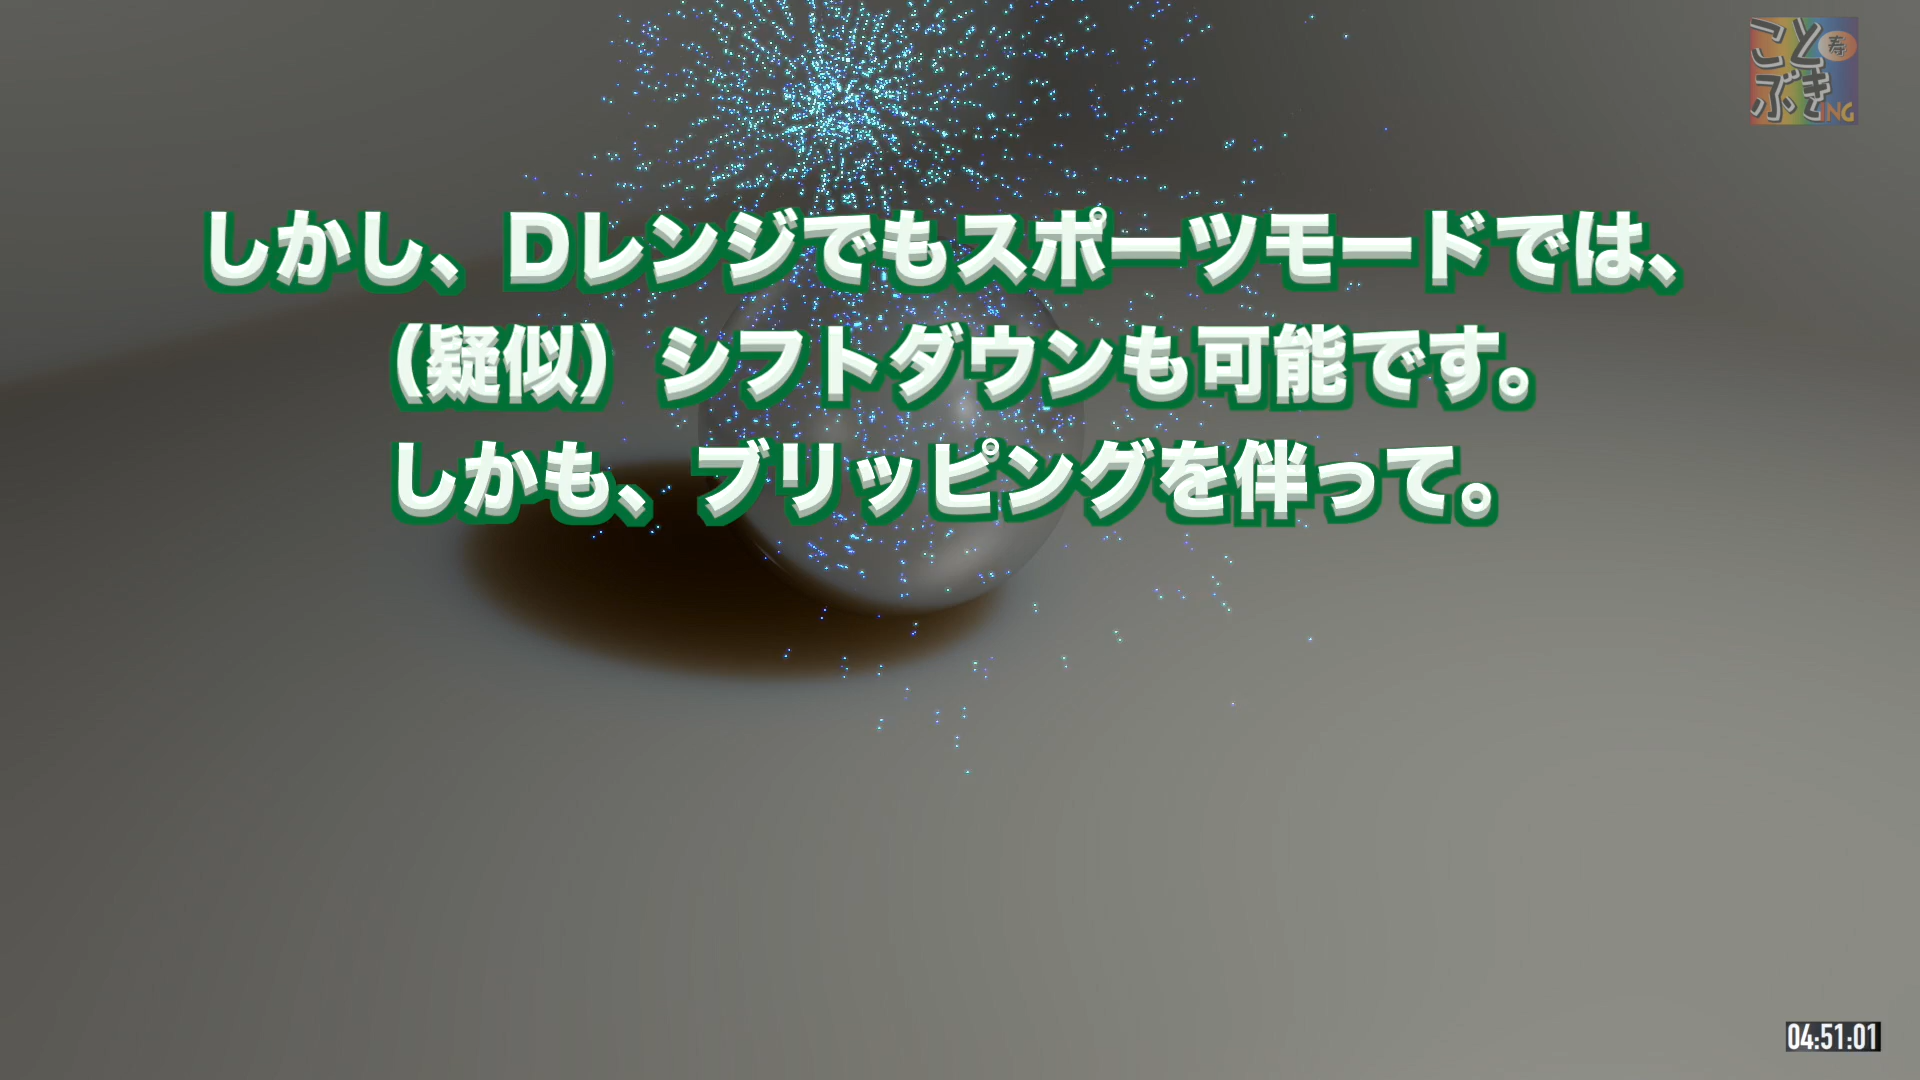 ことぶき寿NG
しかし、Dレンジでもスポーツモードでは、
（疑似）シフトダウンも可能です。
しかも、ブリッピングを伴って。
04:51:01